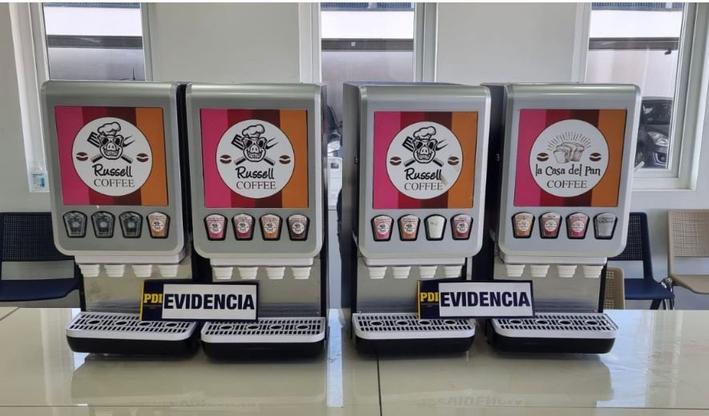 Russell
COFFEE
Russell
COFFEE
Russell
COFFEE
la Casa del Pan
COFFEE
PDI EVIDENCIA
PDI EVIDENCIA